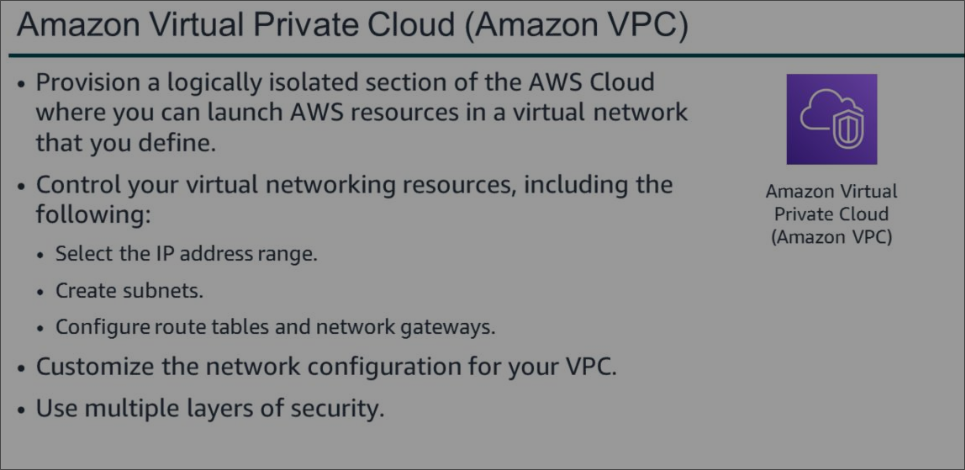 Amazon Virtual Private Cloud (Amazon VPC)
• Provision a logically isolated section of the AWS Cloud
where you can launch AWS resources in a virtual network
that you define.
• Control your virtual networking resources, including the
following:
• Select the IP address range.
• Create subnets.
• Configure route tables and network gateways.
• Customize the network configuration for your VPC.
• Use multiple layers of security.
Amazon Virtual
Private Cloud
(Amazon VPC)